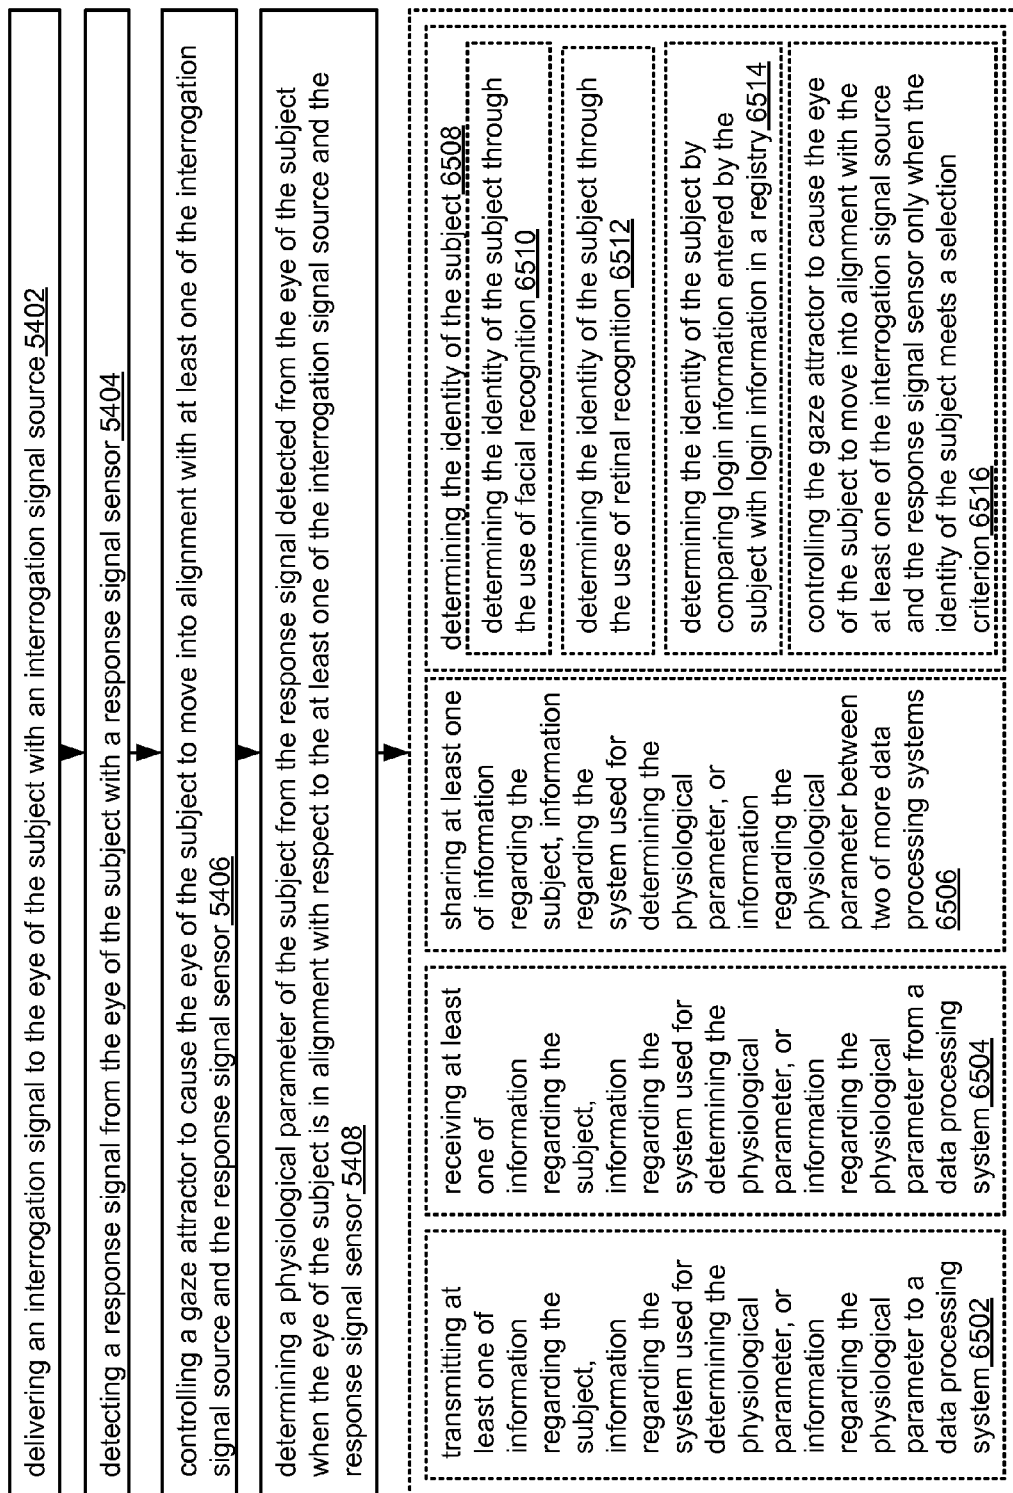 delivering an interrogation signal to the eye of the subject with an interrogation signal source 5402
detecting a response signal from the eye of the subject with a response signal sensor 5404
controlling a gaze attractor to cause the eye of the subject to move into alignment with at least one of the interrogation
signal source and the response signal sensor 5406
determining a physiological parameter of the subject from the response signal detected from the eye of the subject
when the eye of the subject is in alignment with respect to the at least one of the interrogation signal source and the
response signal sensor 5408
transmitting at
least one of
information
regarding the
subject,
information
regarding the
system used for
determining the
physiological
parameter, or
information
regarding the
physiological
parameter to a
data processing
system 6502
receiving at least
one of
information
regarding the
subject,
information
regarding the
system used for
determining the
physiological
parameter, or
information
regarding the
physiological
parameter from a
data processing
system 6504
sharing at least one
of information
regarding the
subject, information
regarding the
system used for
determining the
physiological
parameter, or
information
regarding the
physiological
parameter between
two of more data
processing systems
6506
determining the identity of the subject 6508
determining the identity of the subject through
the use of facial recognition 6510
determining the identity of the subject through
the use of retinal recognition 6512
determining the identity of the subject by
comparing login information entered by the
subject with login information in a registry 6514
controlling the gaze attractor to cause the eye
of the subject to move into alignment with the
at least one of the interrogation signal source
and the response signal sensor only when the
identity of the subject meets a selection
criterion 6516